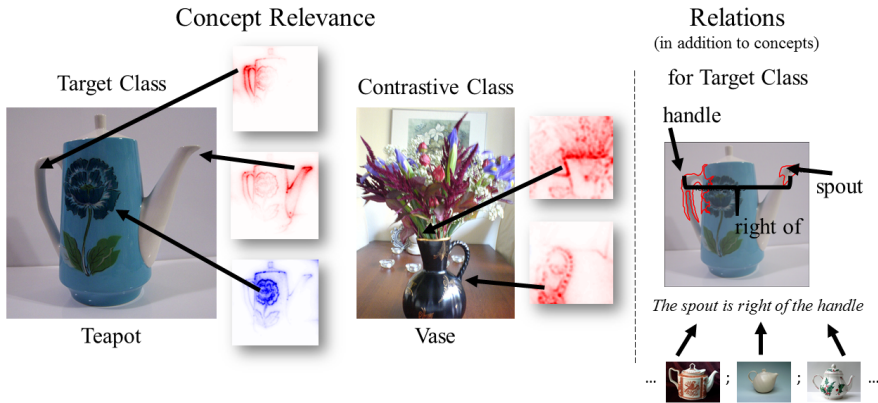 Concept Relevance
Relations
(in addition to concepts)
Target Class
Contrastive Class
for Target Class
handle
spout
right of
The spout is right of the handle
Teapot
Vase
... ; ; ...